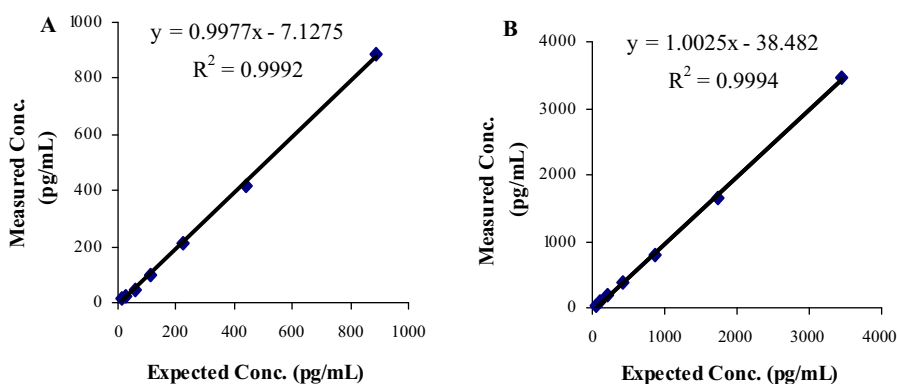 A
y = 0.9977x - 7.1275
R² = 0.9992
1000
800
600
400
200
0
0 200 400 600 800 1000
Measured Conc.
(pg/mL)
Expected Conc. (pg/mL)
B
y = 1.0025x - 38.482
R² = 0.9994
4000
3000
2000
1000
0
0 1000 2000 3000 4000
Measured Conc.
(pg/mL)
Expected Conc. (pg/mL)